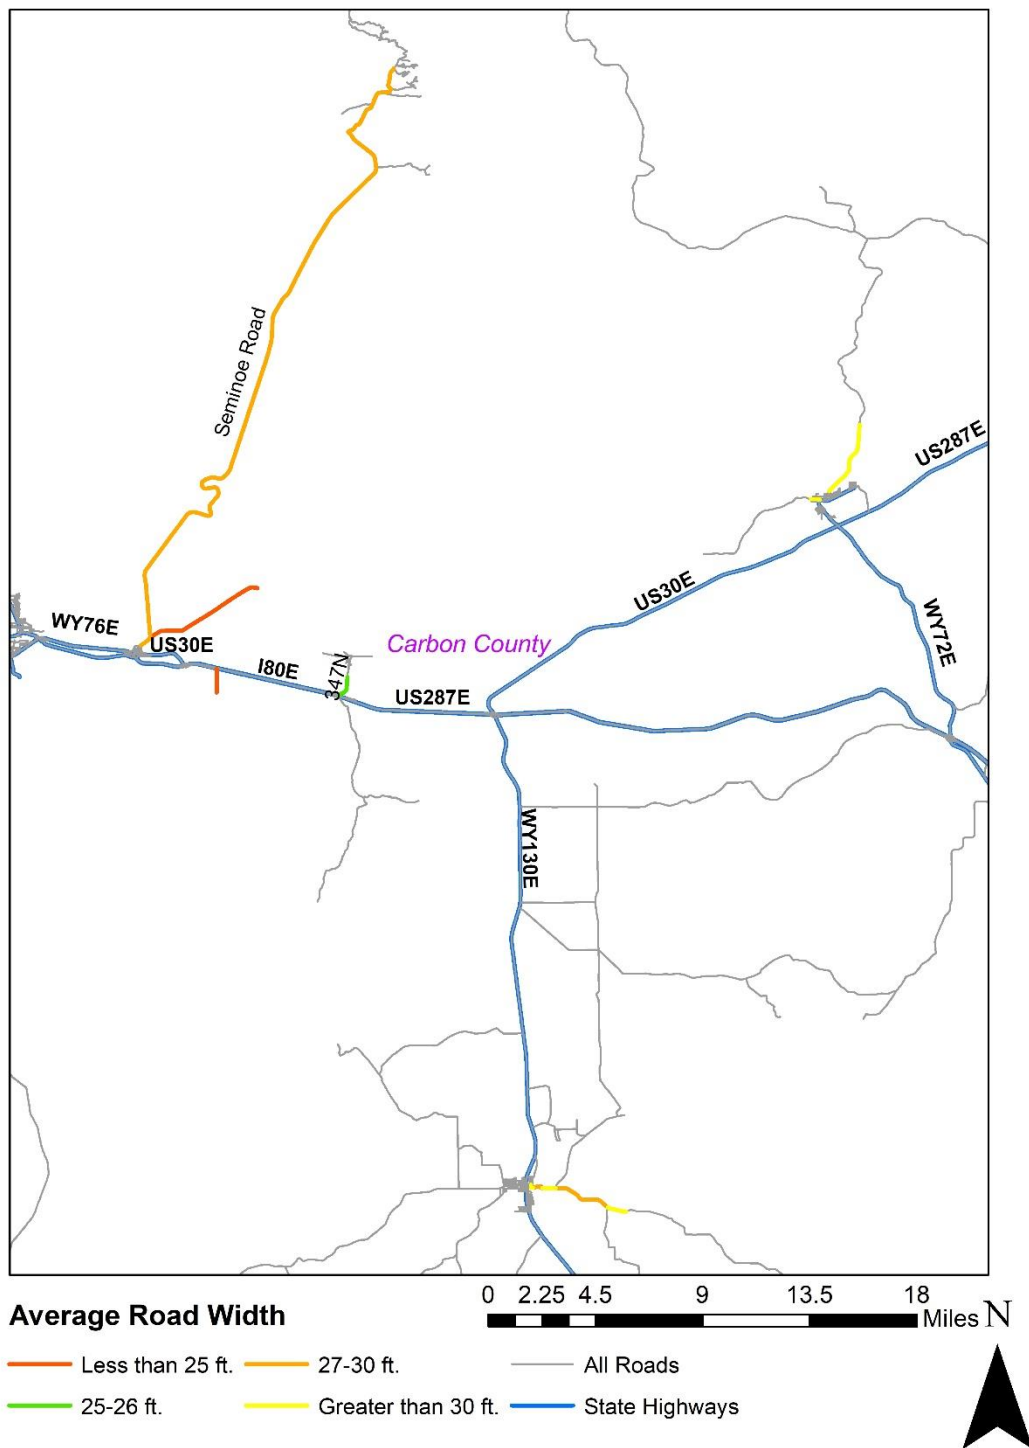 Seminoe Road
US287E
US30E
WY76E
US30E
WY72E
Carbon County
I80E
347N
US287E
WY130E
Average Road Width
0 2.25 4.5 9 13.5 18
Miles N
Less than 25 ft. 27-30 ft. All Roads
25-26 ft. Greater than 30 ft. State Highways